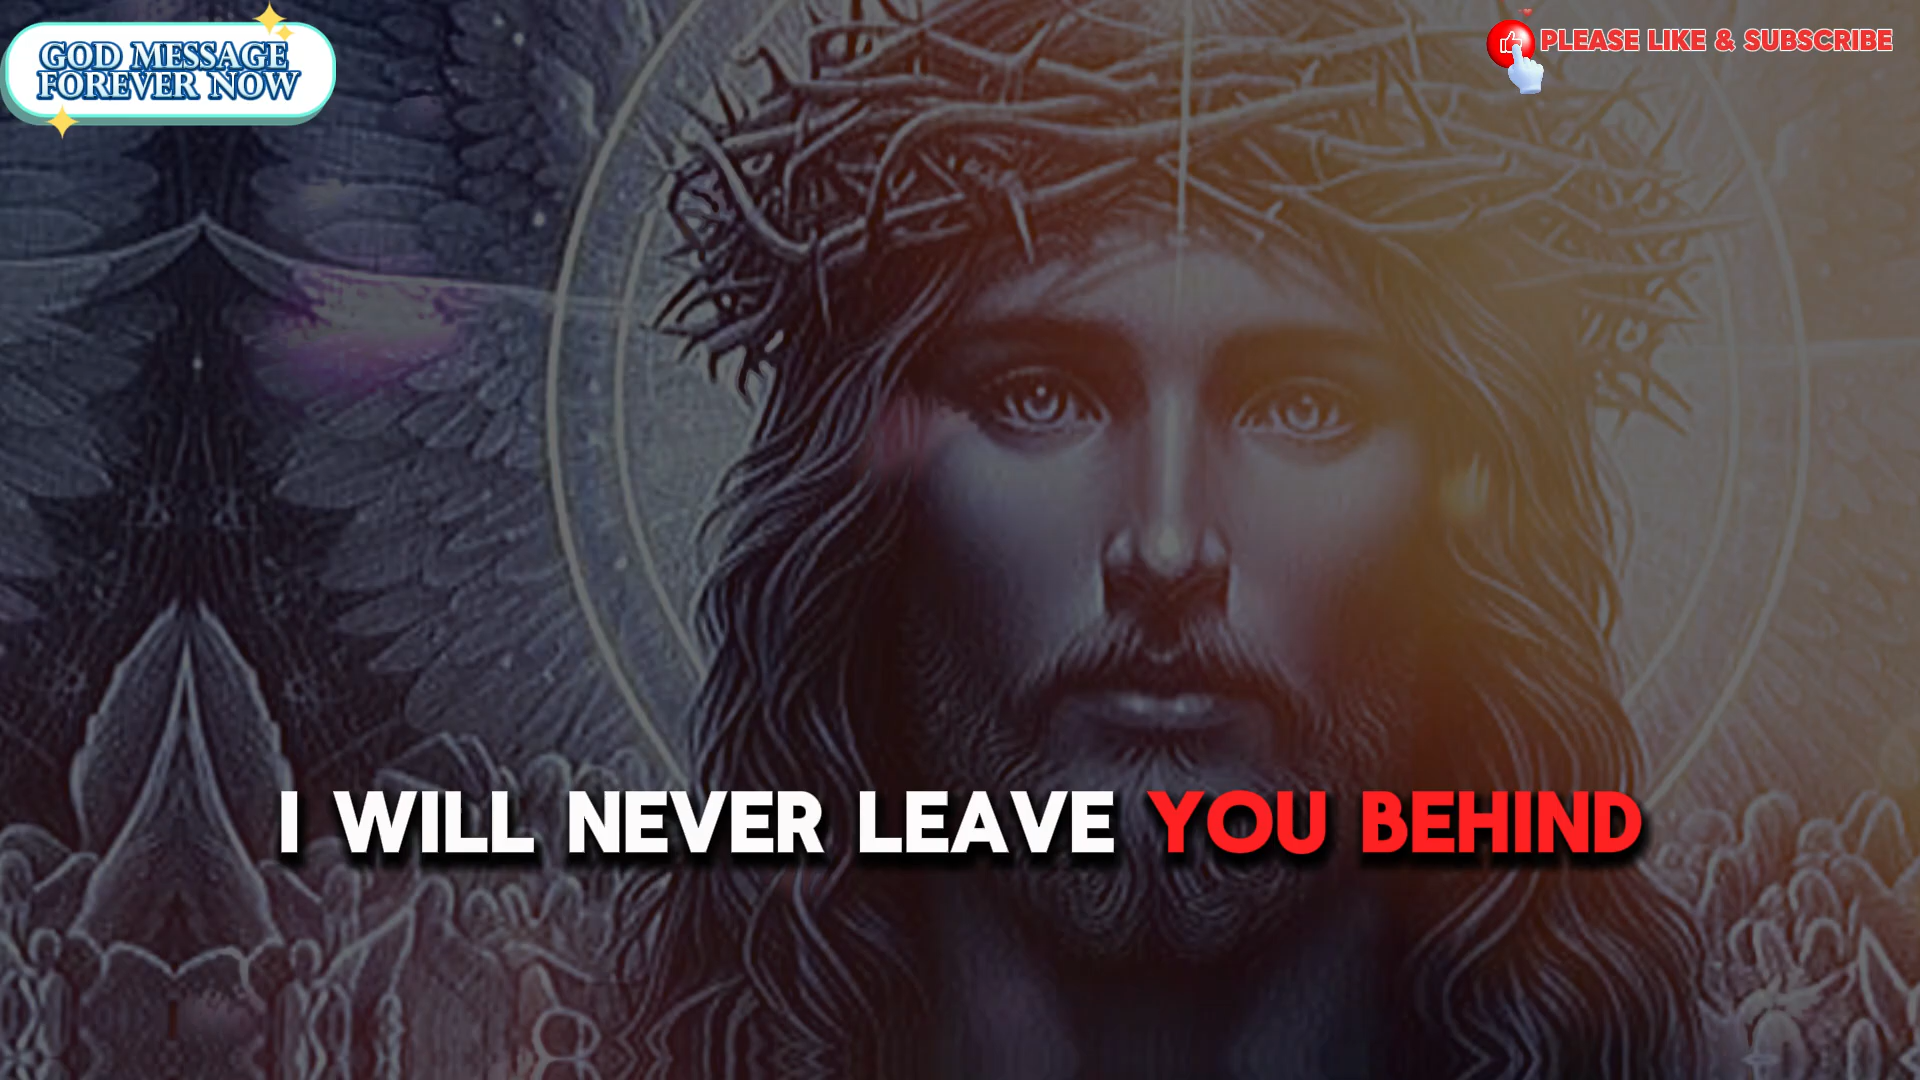 GOD MESSAGE
FOREVER NOW
PLEASE LIKE & SUBSCRIBE
I WILL NEVER LEAVE YOU BEHIND